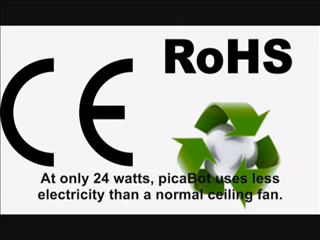 CE RoHS
At only 24 watts, picaBot uses less
electricity than a normal ceiling fan.